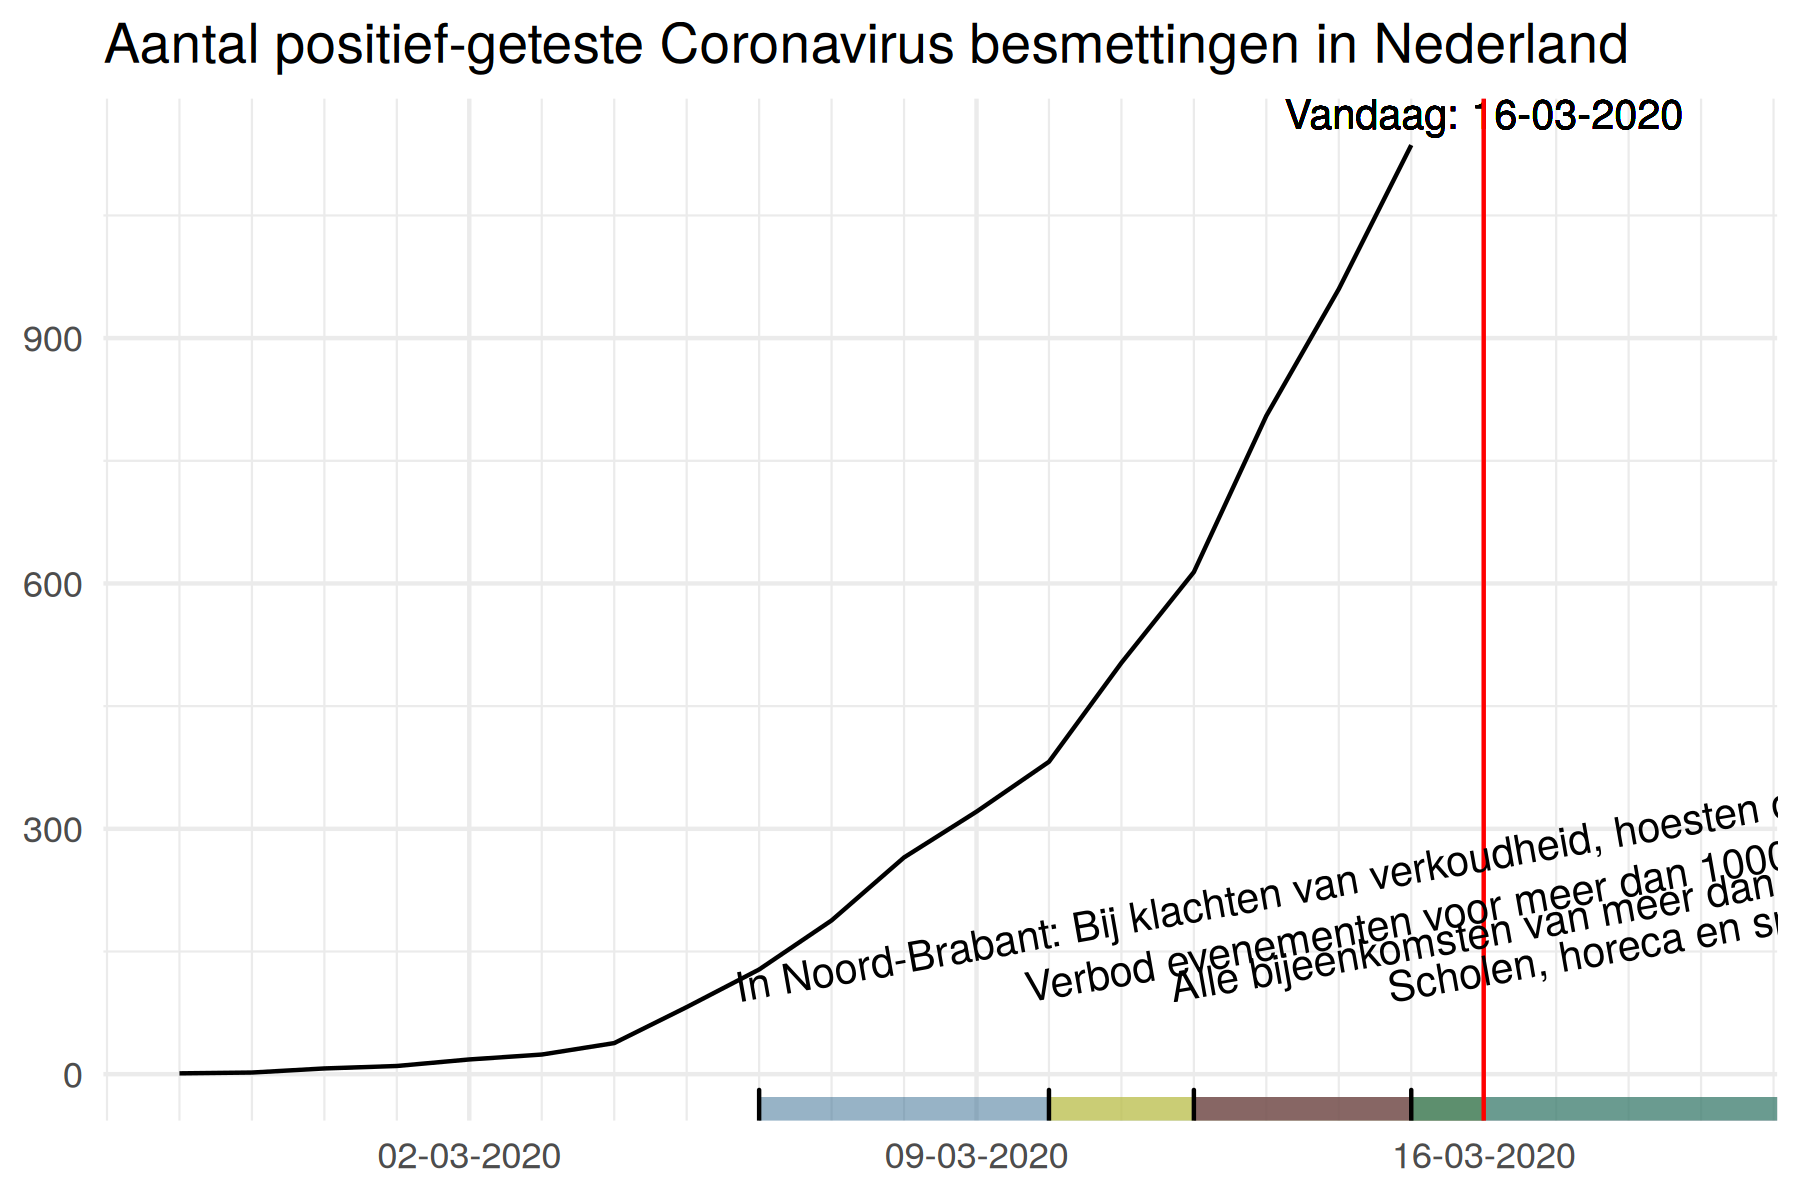 Aantal positief-geteste Coronavirus besmettingen in Nederland
Vandaag: 16-03-2020
900
600
300
0
In Noord-Brabant: Bij klachten van verkoudheid, hoesten
Verbod evenementen voor meer dan 1000
Alle bijeenkomsten van meer dan
Scholen, horeca en
02-03-2020
09-03-2020
16-03-2020